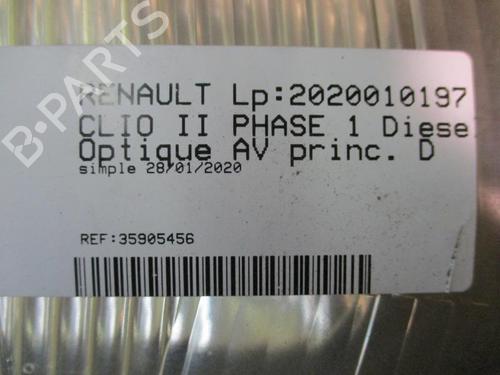 B-PARTS
RENAULT Lp:2020010197
CLIO II PHASE 1 Diese
Optique AV princ. D
simple 28/01/2020
REF:35905456